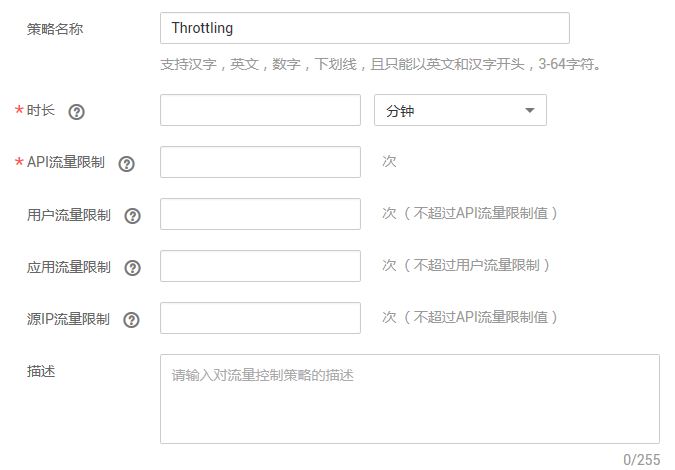 策略名称 Throttling
支持汉字，英文，数字，下划线，且只能以英文和汉字开头，3-64字符。
* 时长 ? 分钟
* API流量限制 ? 次
用户流量限制 ? 次（不超过API流量限制值）
应用流量限制 ? 次（不超过用户流量限制）
源IP流量限制 ? 次（不超过API流量限制值）
描述 请输入对流量控制策略的描述
0/255